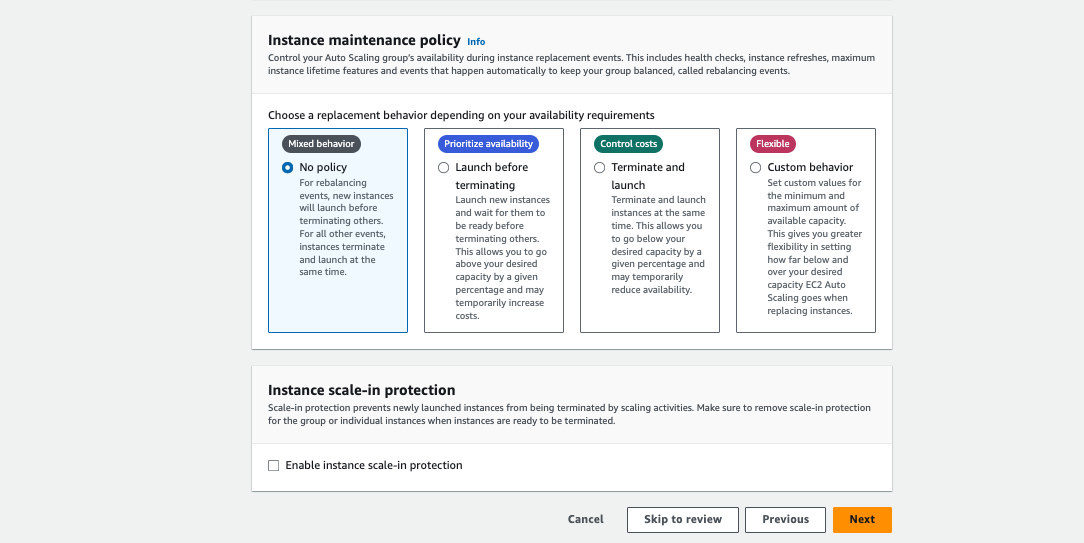 Instance maintenance policy Info
Control your Auto Scaling group's availability during instance replacement events. This includes health checks, instance refreshes, maximum
instance lifetime features and events that happen automatically to keep your group balanced, called rebalancing events.
Choose a replacement behavior depending on your availability requirements
Mixed behavior
No policy
For rebalancing
events, new instances
will launch before
terminating others.
For all other events,
instances terminate
and launch at the
same time.
Prioritize availability
Launch before
terminating
Launch new instances
and wait for them to
be ready before
terminating others.
This allows you to go
above your desired
capacity by a given
percentage and may
temporarily increase
costs.
Control costs
Terminate and
launch
Terminate and launch
instances at the same
time. This allows you
to go below your
desired capacity by a
given percentage and
may temporarily
reduce availability.
Flexible
Custom behavior
Set custom values for
the minimum and
maximum amount of
available capacity.
This gives you greater
flexibility in setting
how far below and
over your desired
capacity EC2 Auto
Scaling goes when
replacing instances.
Instance scale-in protection
Scale-in protection prevents newly launched instances from being terminated by scaling activities. Make sure to remove scale-in protection
for the group or individual instances when instances are ready to be terminated.
Enable instance scale-in protection
Cancel
Skip to review
Previous
Next